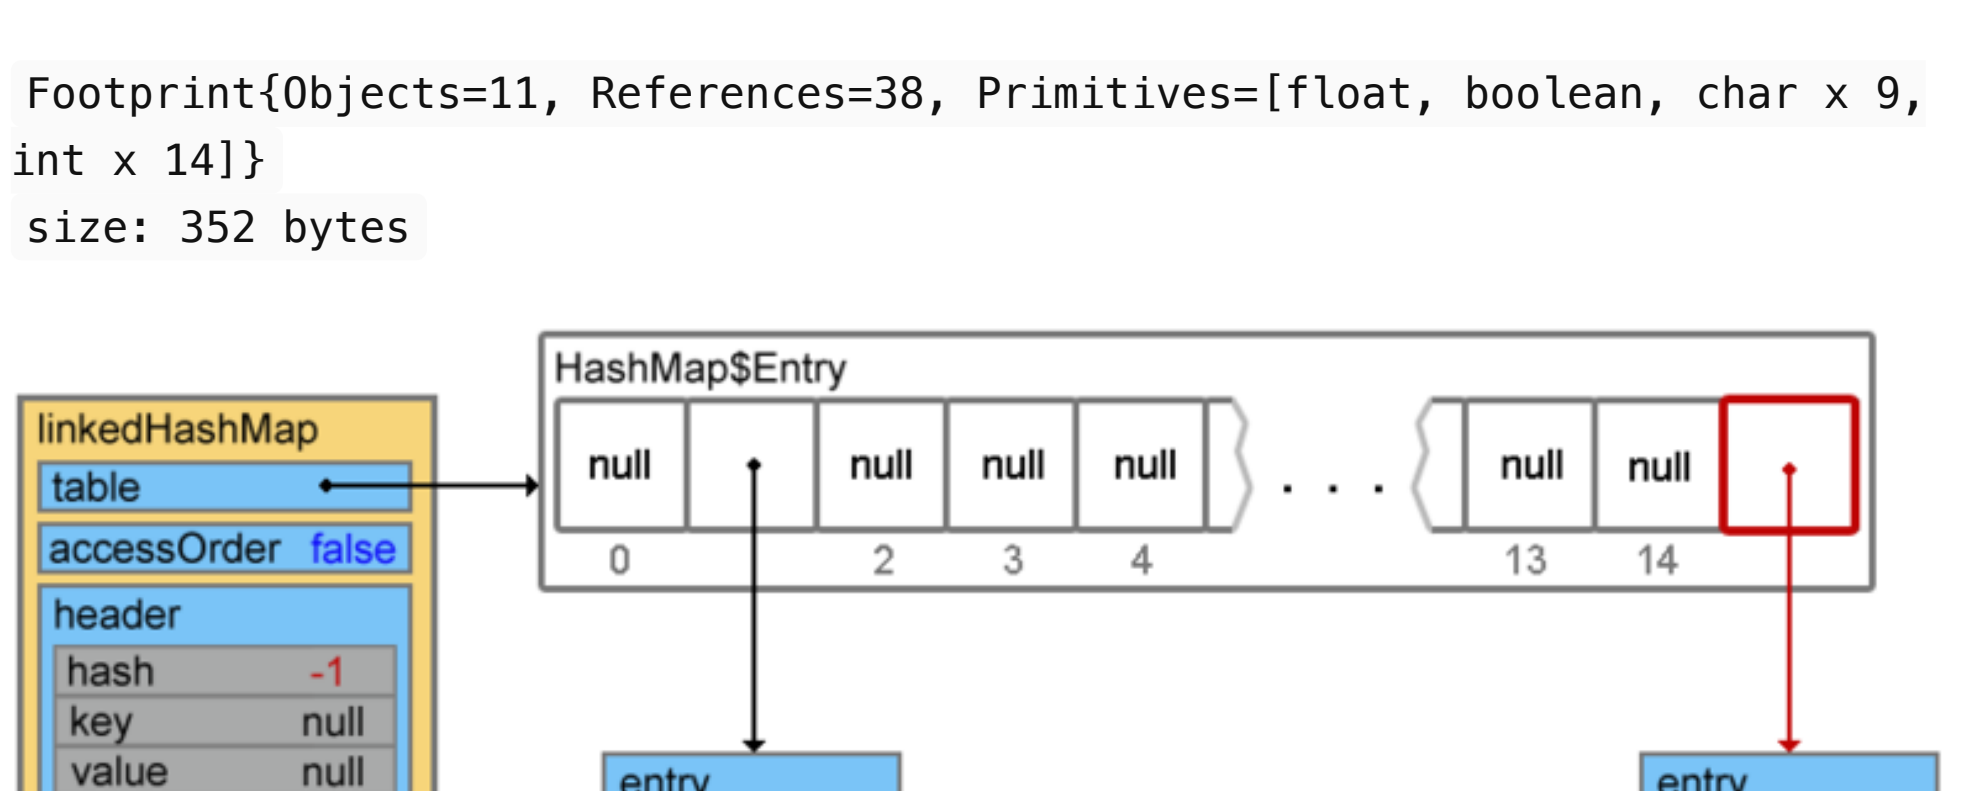 Footprint{Objects=11, References=38, Primitives=[float, boolean, char x 9,
int x 14]}
size: 352 bytes
HashMap$Entry
linkedHashMap
null null null null null null
table
. . .
accessOrder false
0 2 3 4 13 14
header
hash -1
key null
value null
entry entry